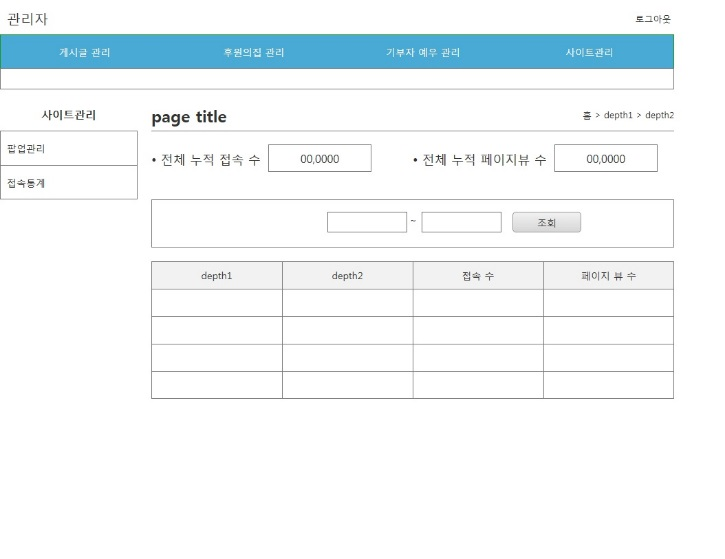 관리자
로그아웃
게시글 관리
후원의집 관리
기부자 예우 관리
사이트관리
사이트관리
팝업관리
접속통계
page title
홈 > depth1 > depth2
• 전체 누적 접속 수
00,0000
• 전체 누적 페이지뷰 수
00,0000
~
조회
depth1
depth2
접속 수
페이지 뷰 수